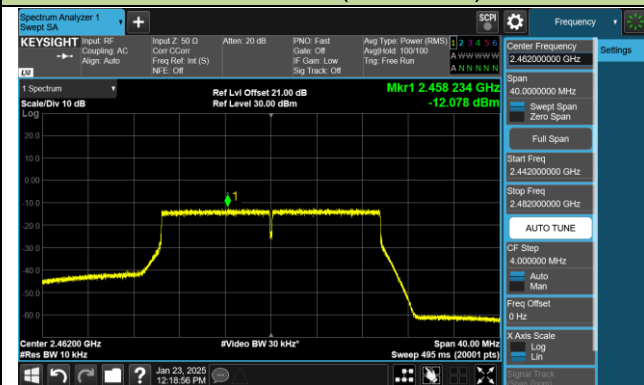 Spectrum Analyzer 1
Swept SA
SCPI
Frequency
KEYSIGHT
Input: RF
Coupling: AC
Align: Auto
Input Z: 50 Ω
Corr CCorr
Freq Ref: Int (S)
NFE: Off
Atten: 20 dB
PNO: Fast
Gate: Off
IF Gain: Low
Sig Track: Off
Avg Type: Power (RMS)
Avg|Hold: 100/100
Trig: Free Run
1 2 3 4 5 6
A W W W W W
A N N N N N
LXI
1 Spectrum
Scale/Div 10 dB
Log
Ref Lvl Offset 21.00 dB
Ref Level 30.00 dBm
Mkr1 2.458 234 GHz
-12.078 dBm
20.0
10.0
0.00
-10.0
-20.0
-30.0
-40.0
-50.0
-60.0
1
Center 2.46200 GHz
#Res BW 10 kHz
#Video BW 30 kHz*
Span 40.00 MHz
Sweep 495 ms (20001 pts)
Jan 23, 2025
12:18:56 PM
Center Frequency
2.462000000 GHz
Settings
Span
40.0000000 MHz
Swept Span
Zero Span
Full Span
Start Freq
2.442000000 GHz
Stop Freq
2.482000000 GHz
AUTO TUNE
CF Step
4.000000 MHz
Auto
Man
Freq Offset
0 Hz
X Axis Scale
Log
Lin
Signal Track